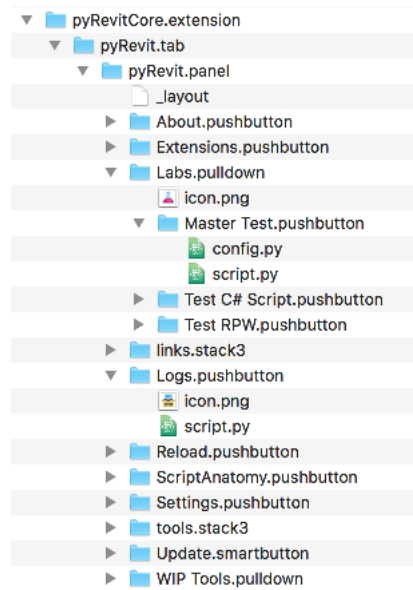 pyRevitCore.extension
pyRevit.tab
pyRevit.panel
_layout
About.pushbutton
Extensions.pushbutton
Labs.pulldown
icon.png
Master Test.pushbutton
config.py
script.py
Test C# Script.pushbutton
Test RPW.pushbutton
links.stack3
Logs.pushbutton
icon.png
script.py
Reload.pushbutton
ScriptAnatomy.pushbutton
Settings.pushbutton
tools.stack3
Update.smartbutton
WIP Tools.pulldown